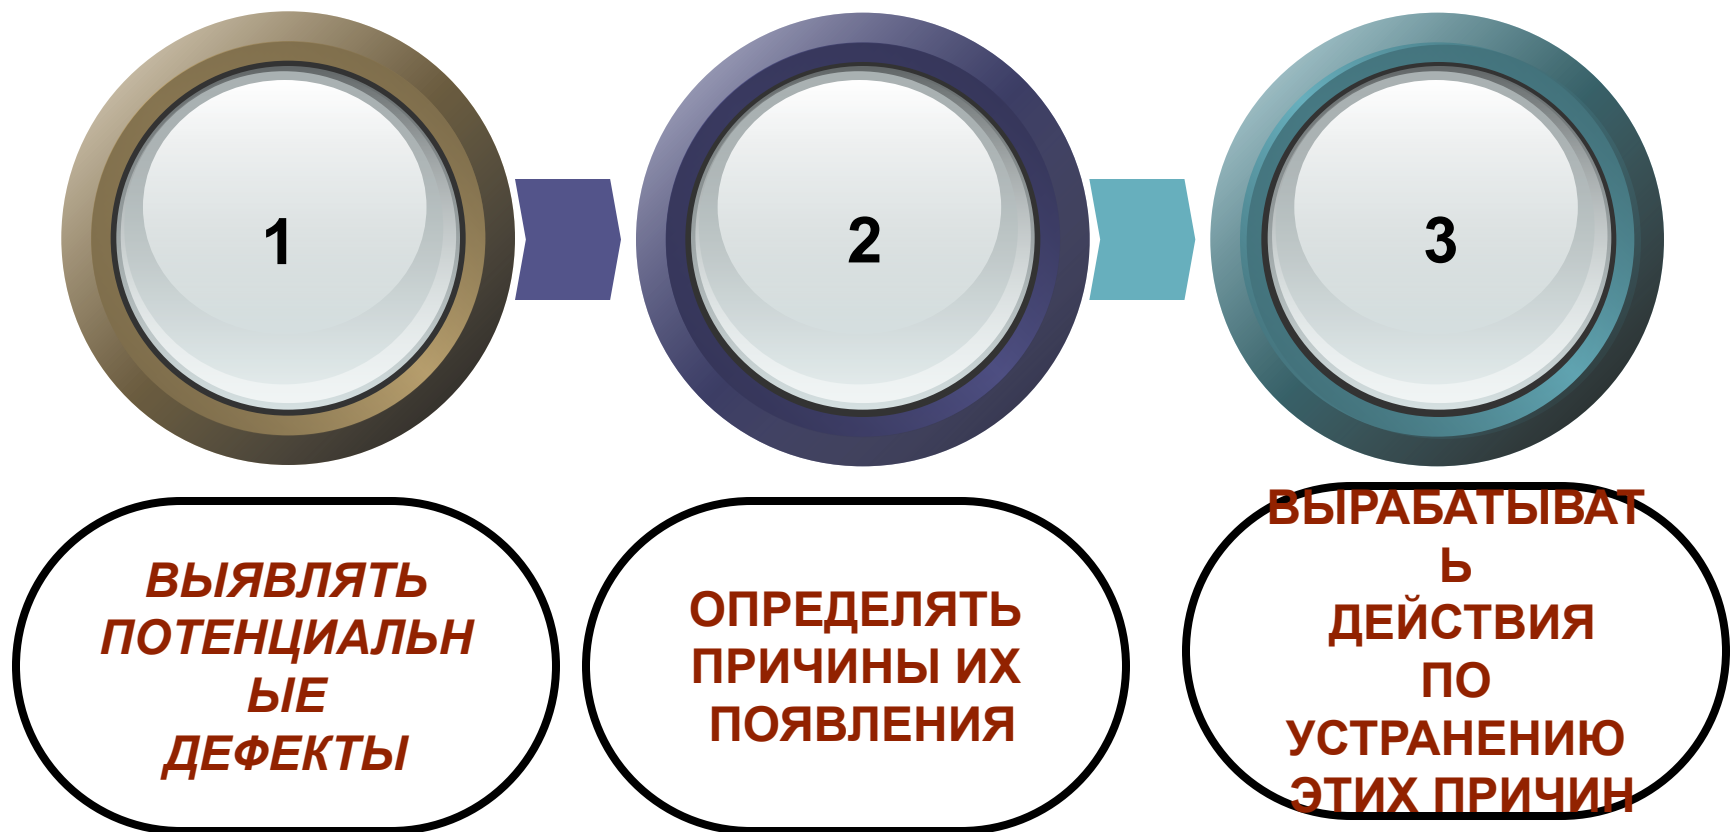 1
2
3
ВЫЯВЛЯТЬ
ПОТЕНЦИАЛЬН
ЫЕ
ДЕФЕКТЫ
ОПРЕДЕЛЯТЬ
ПРИЧИНЫ ИХ
ПОЯВЛЕНИЯ
ВЫРАБАТЫВАТ
Ь
ДЕЙСТВИЯ
ПО
УСТРАНЕНИЮ
ЭТИХ ПРИЧИН